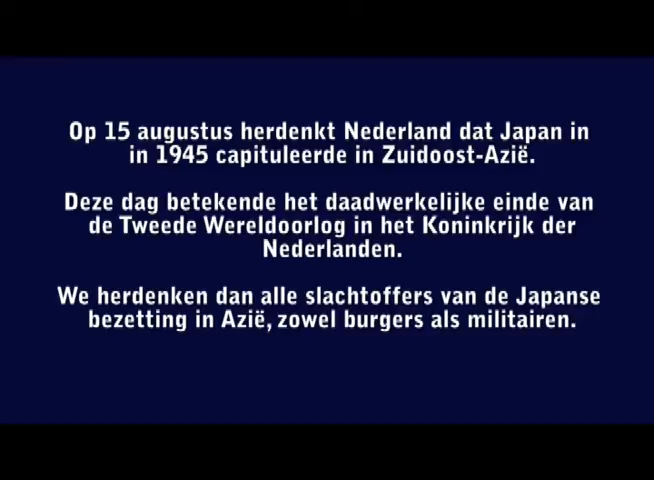 Op 15 augustus herdenkt Nederland dat Japan in
in 1945 capituleerde in Zuidoost-Azië.
Deze dag betekende het daadwerkelijke einde van
de Tweede Wereldoorlog in het Koninkrijk der
Nederlanden.
We herdenken dan alle slachtoffers van de Japanse
bezetting in Azië, zowel burgers als militairen.